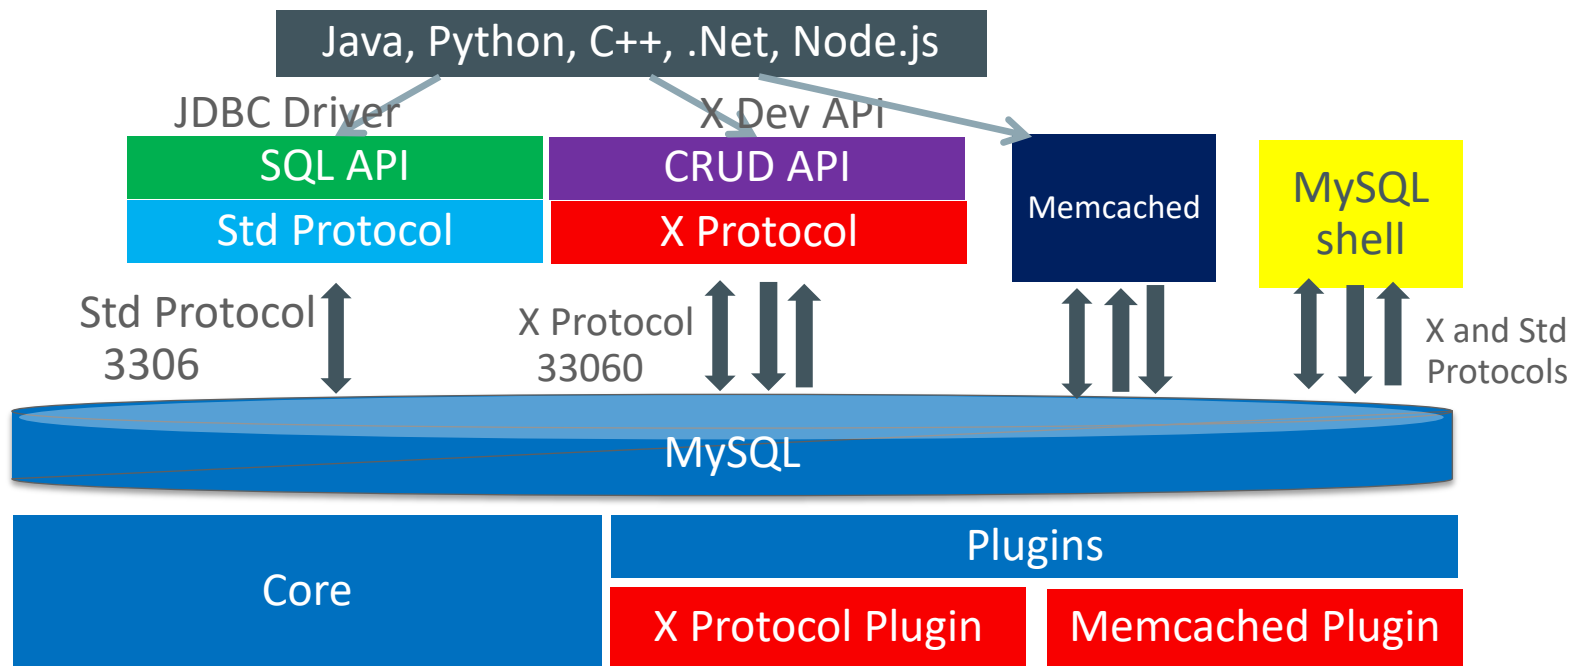 Java, Python, C++, .Net, Node.js
JDBC Driver
X Dev API
SQL API
CRUD API
Std Protocol
X Protocol
Memcached
MySQL
shell
Std Protocol
3306
X Protocol
33060
X and Std
Protocols
MySQL
Core
Plugins
X Protocol Plugin
Memcached Plugin